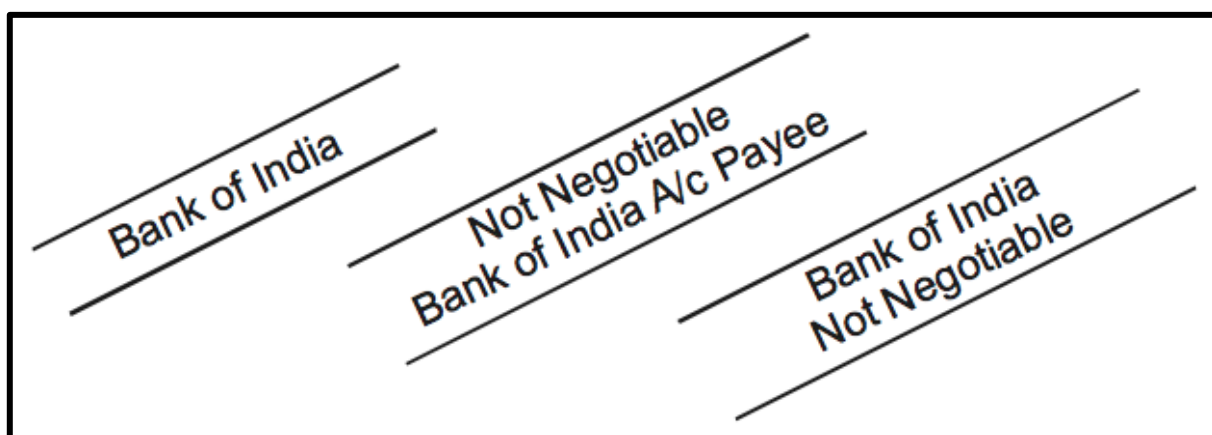 Bank of India
Not Negotiable
Bank of India A/c Payee
Bank of India
Not Negotiable